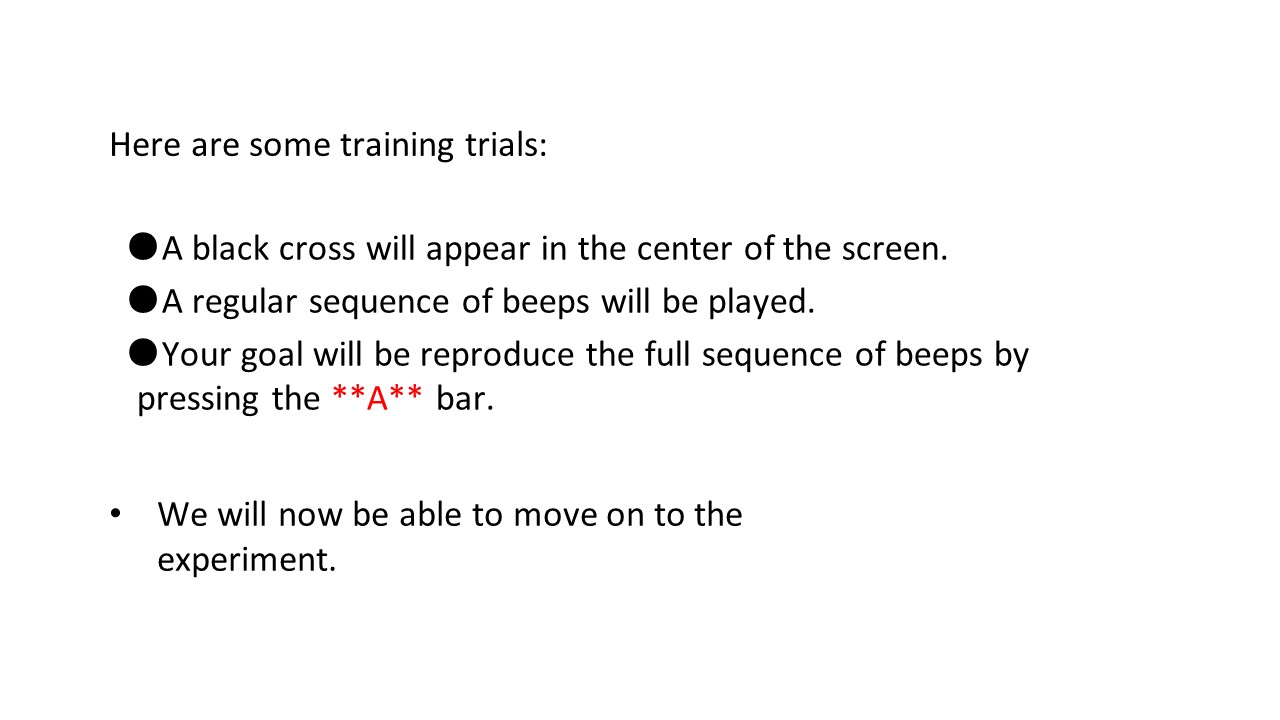 Here are some training trials:
●A black cross will appear in the center of the screen.
●A regular sequence of beeps will be played.
●Your goal will be reproduce the full sequence of beeps by
pressing the **A** bar.
• We will now be able to move on to the
experiment.